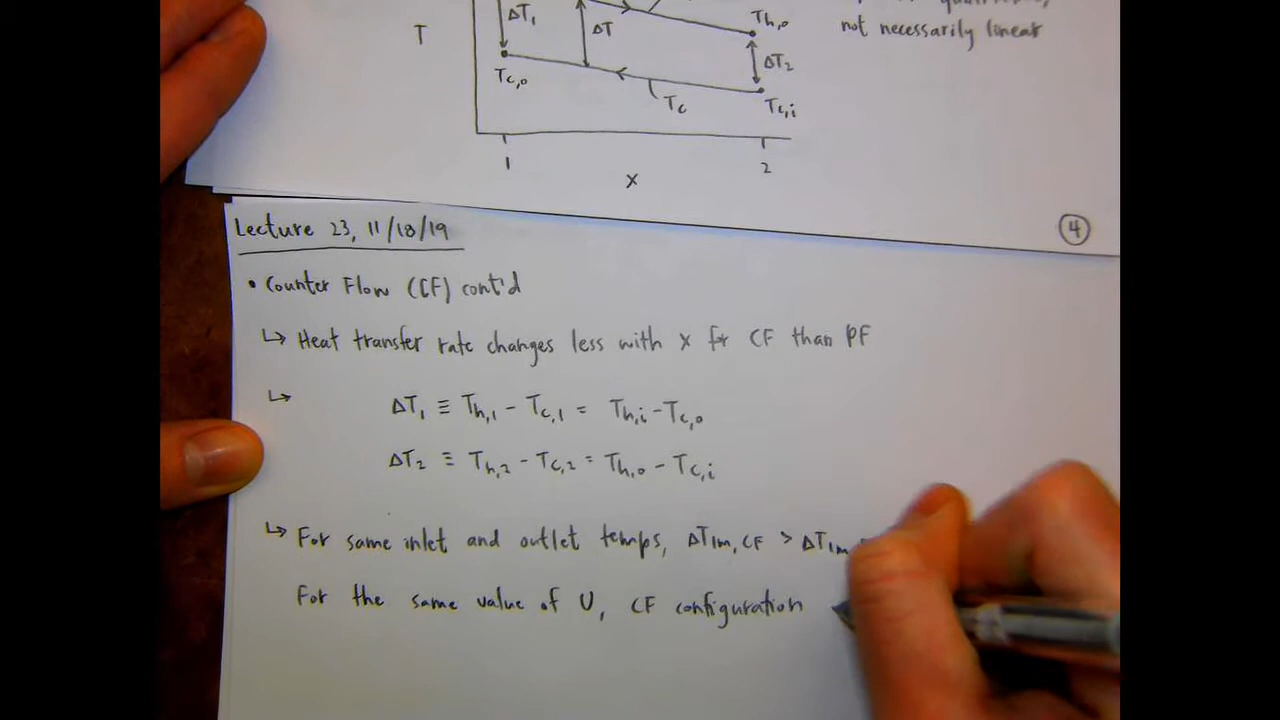 T
ΔT₁
ΔT
Th,o
not necessarily linear
ΔT₂
Tc,o
Tc
Tc,i
1
2
x
4
Lecture 23, 11/18/19
• Counter Flow (CF) cont'd
↳ Heat transfer rate changes less with x for CF than PF
↳ ΔT₁ ≡ Th,1 - Tc,1 = Th,i - Tc,o
ΔT₂ ≡ Th,2 - Tc,2 = Th,o - Tc,i
↳ For same inlet and outlet temps, ΔTlm,CF > ΔTlm,
For the same value of U, CF configuration